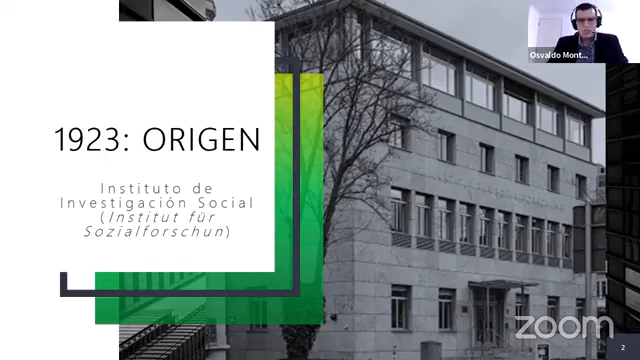 Osvaldo Mont...
1923: ORIGEN
Instituto de
Investigación Social
(Institut für
Sozialforschun)
zoom
2